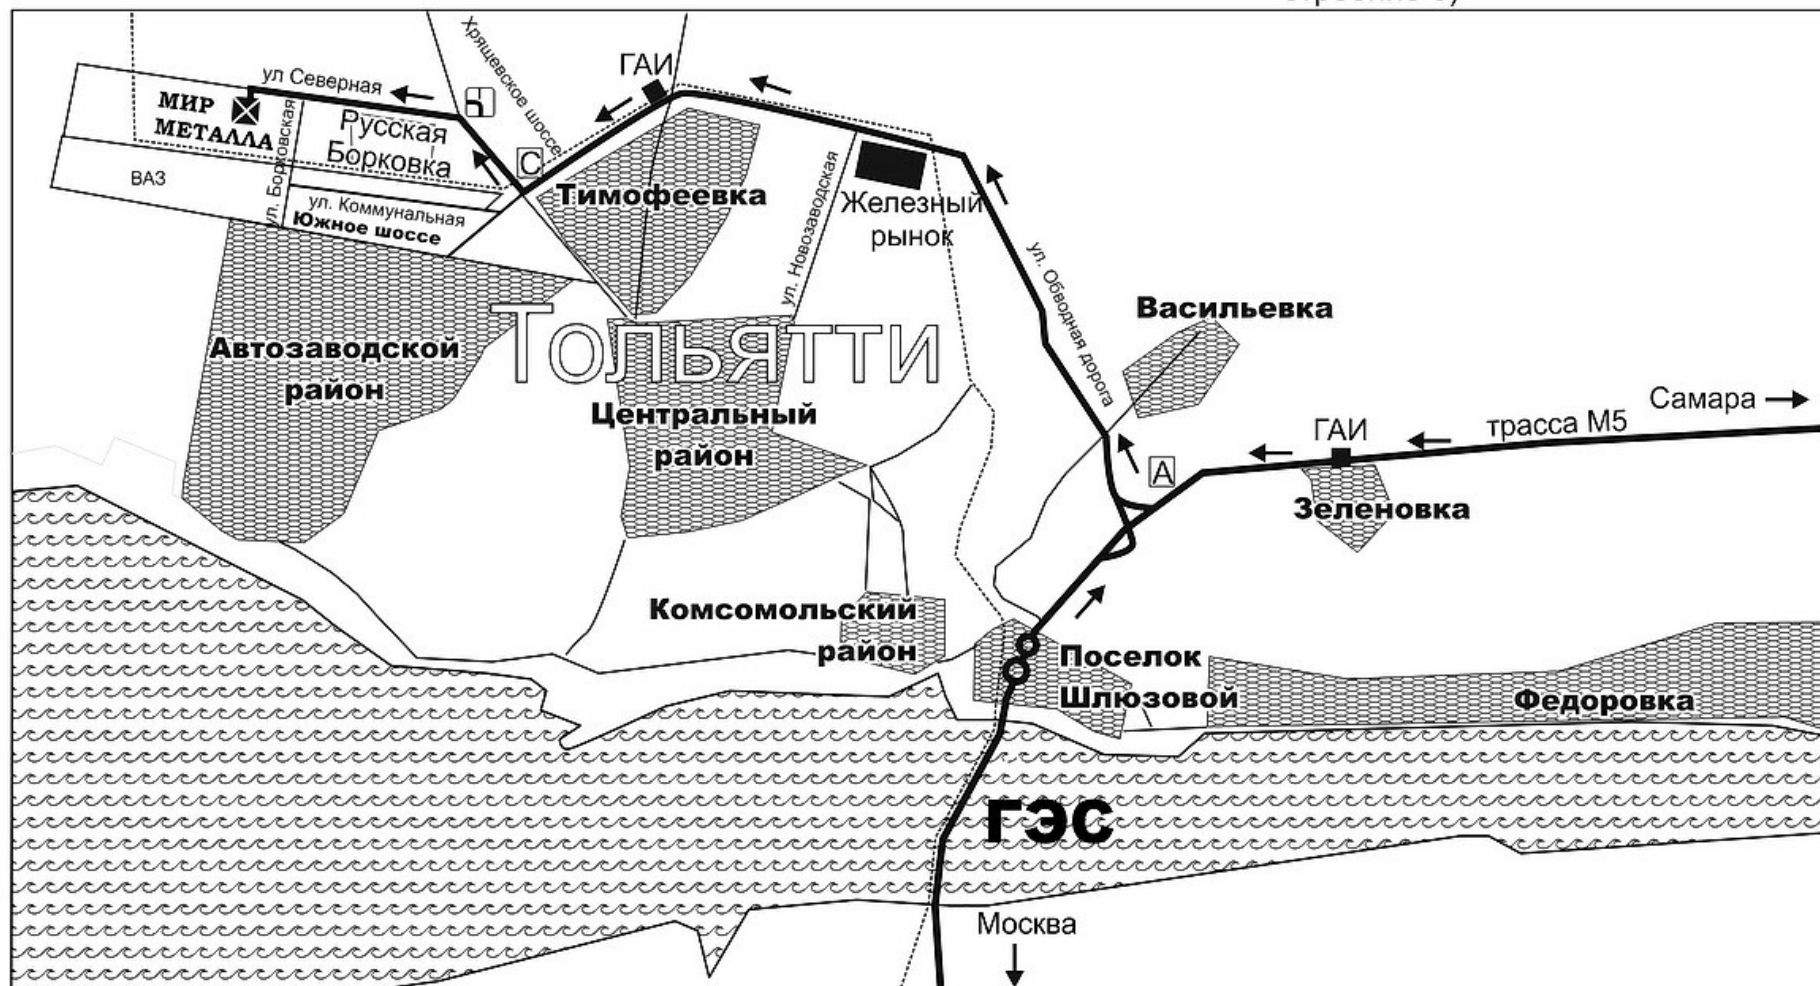 ГАИ
ул Северная
Хрящевское шоссе
МИР
МЕТАЛЛА
Русская
Борковка
ул. Борковская
ВАЗ
С
ул. Коммунальная
Южное шоссе
Тимофеевка
ул. Новозаводская
Железный
рынок
ул. Обводная дорога
Васильевка
Тольятти
Автозаводской
район
Центральный
район
Самара
трасса М5
ГАИ
А
Зеленовка
Комсомольский
район
Поселок
Шлюзовой
Федоровка
ГЭС
Москва